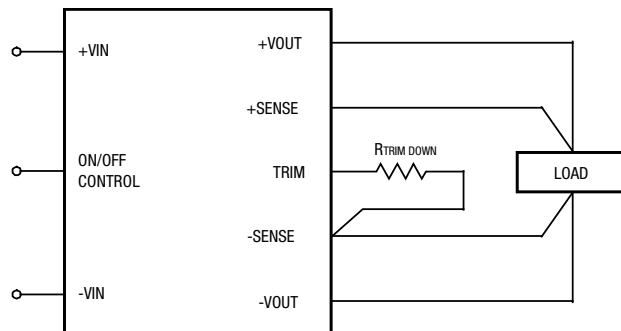 +VIN
+VOUT
+SENSE
ON/OFF
CONTROL
TRIM
RTRIM DOWN
LOAD
-SENSE
-VIN
-VOUT